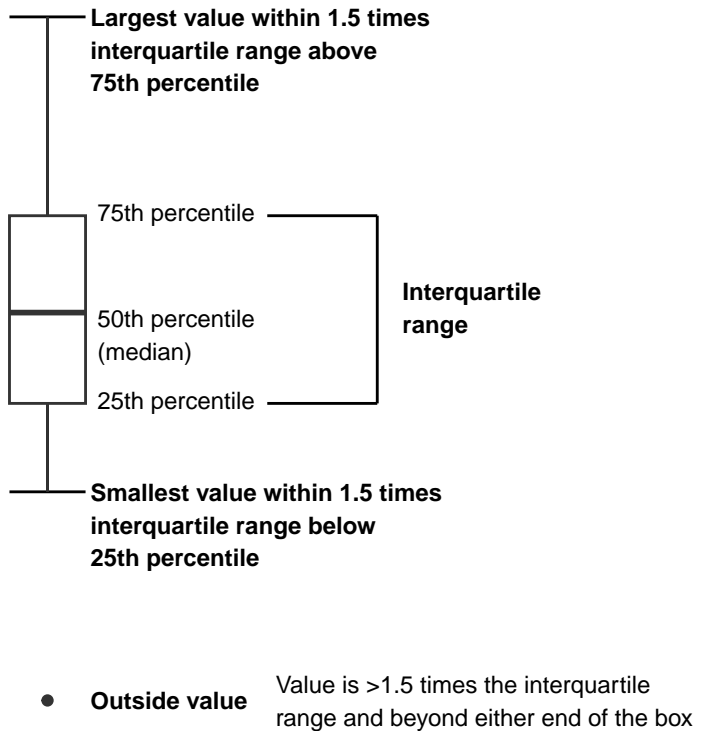 Largest value within 1.5 times
interquartile range above
75th percentile
75th percentile
Interquartile
range
50th percentile
(median)
25th percentile
Smallest value within 1.5 times
interquartile range below
25th percentile
Outside value
Value is >1.5 times the interquartile
range and beyond either end of the box